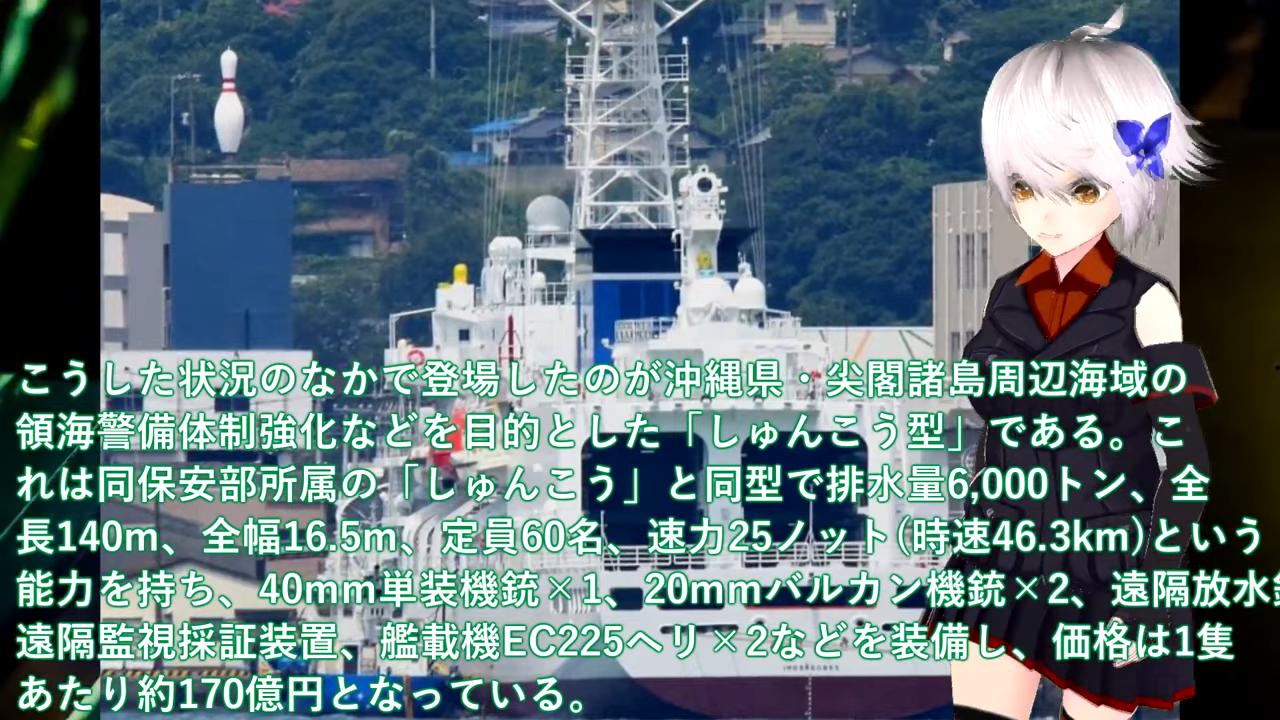 こうした状況のなかで登場したのが沖縄県・尖閣諸島周辺海域の
領海警備体制強化などを目的とした「しゅんこう型」である。こ
れは同保安部所属の「しゅんこう」と同型で排水量6,000トン、全
長140m、全幅16.5m、定員60名、速力25ノット(時速46.3km)という
能力を持ち、40mm単装機銃×1、20mmバルカン機銃×2、遠隔放水
遠隔監視採証装置、艦載機EC225ヘリ×2などを装備し、価格は1隻
あたり約170億円となっている。